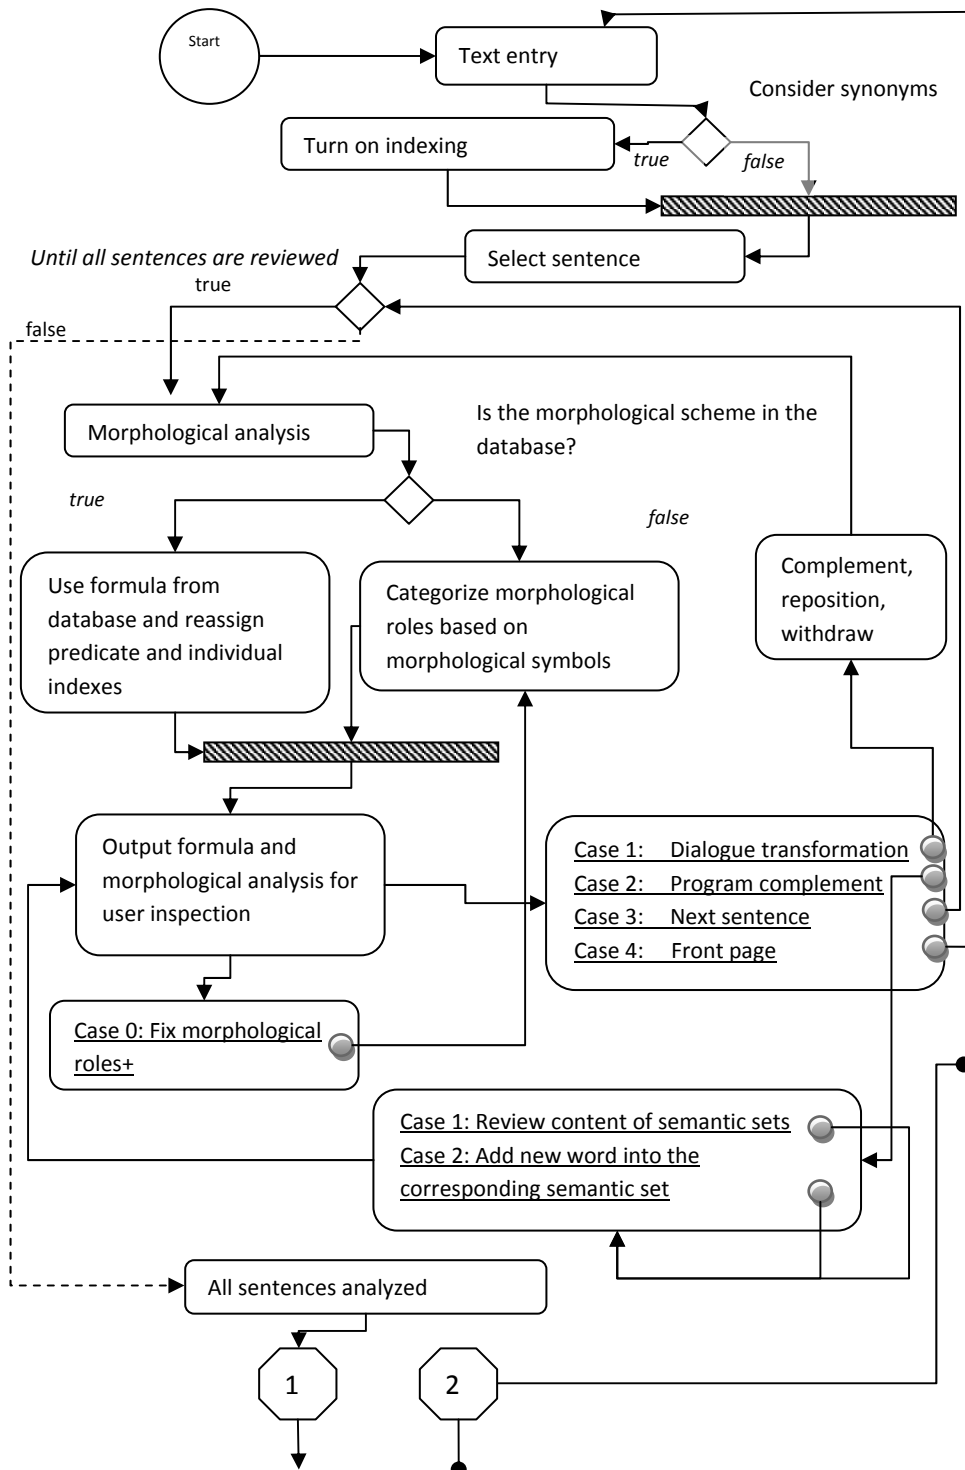 Start
Text entry
Consider synonyms
Turn on indexing
true
false
Until all sentences are reviewed
true
Select sentence
false
Morphological analysis
Is the morphological scheme in the
database?
true
false
Use formula from
database and reassign
predicate and individual
indexes
Categorize morphological
roles based on
morphological symbols
Complement,
reposition,
withdraw
Output formula and
morphological analysis for
user inspection
Case 1: Dialogue transformation
Case 2: Program complement
Case 3: Next sentence
Case 4: Front page
Case 0: Fix morphological
roles+
Case 1: Review content of semantic sets
Case 2: Add new word into the
corresponding semantic set
All sentences analyzed
1
2